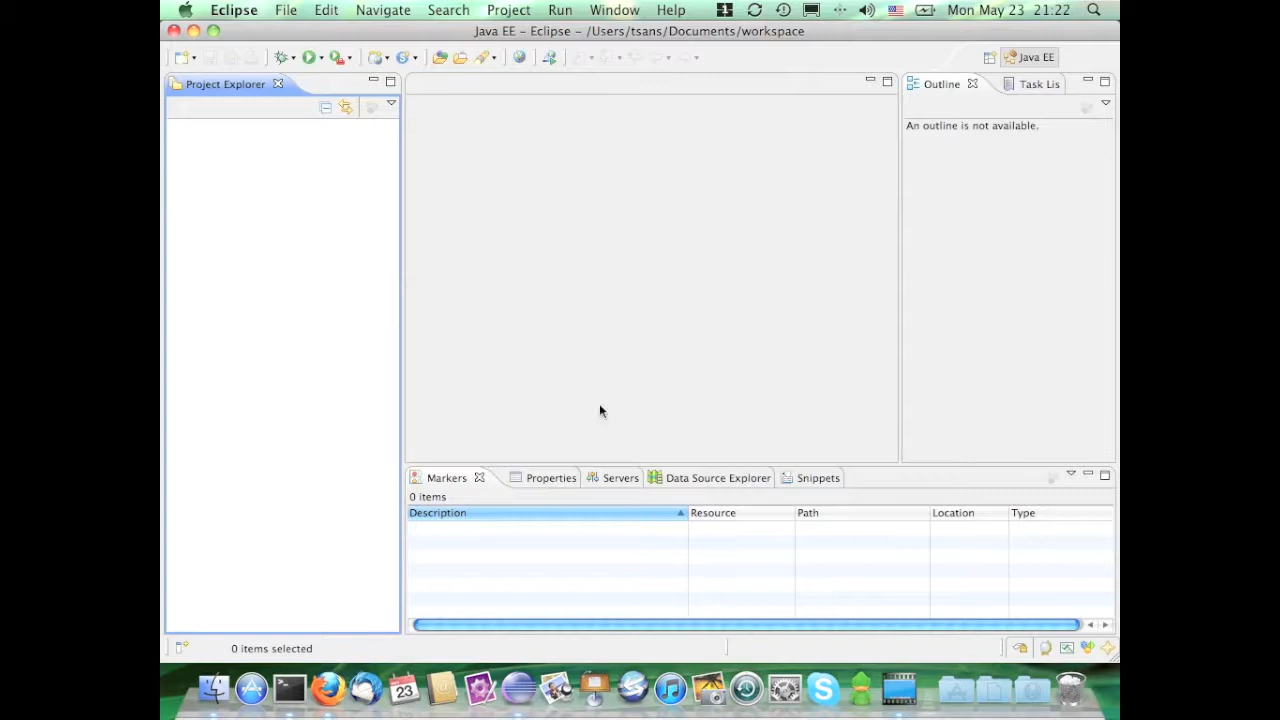 Eclipse File Edit Navigate Search Project Run Window Help 1 Mon May 23 21:22
Java EE – Eclipse – /Users/tsans/Documents/workspace
Java EE
Project Explorer
Outline Task Lis
An outline is not available.
Markers Properties Servers Data Source Explorer Snippets
0 items
Description Resource Path Location Type
0 items selected
23